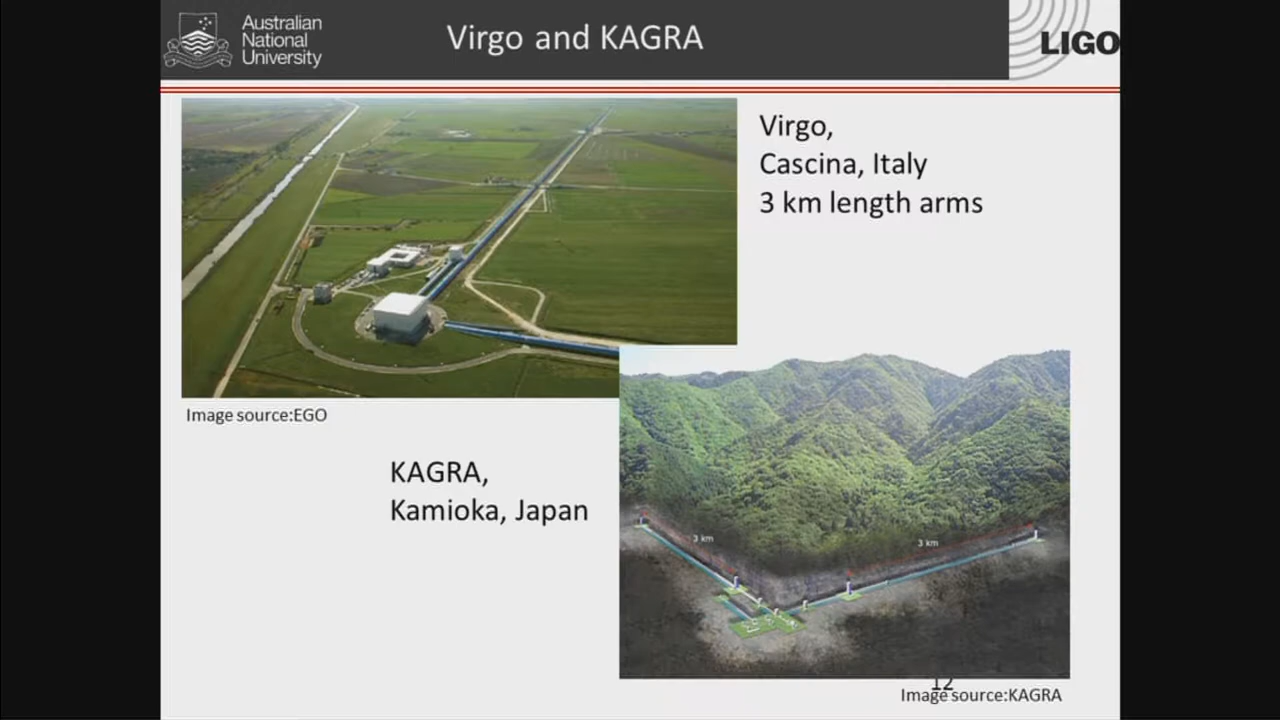 Australian
National
University
Virgo and KAGRA
LIGO
Virgo,
Cascina, Italy
3 km length arms
Image source:EGO
KAGRA,
Kamioka, Japan
3 km
3 km
12
Image source:KAGRA